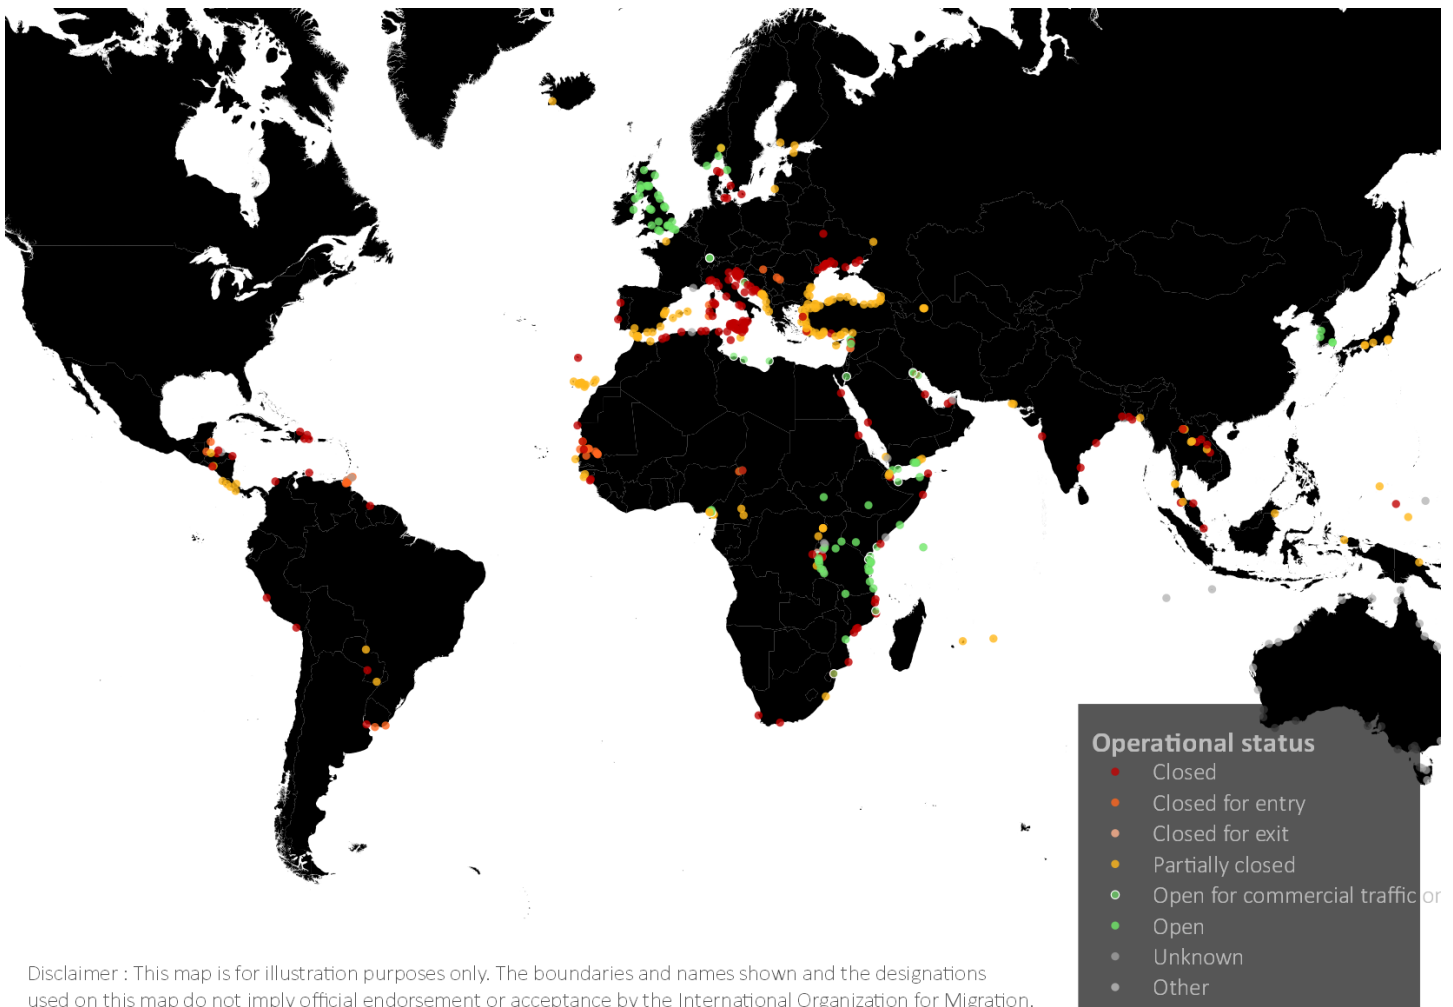 Operational status
Closed
Closed for entry
Closed for exit
Partially closed
Open for commercial traffic
Open
Unknown
Other
Disclaimer : This map is for illustration purposes only. The boundaries and names shown and the designations
used on this map do not imply official endorsement or acceptance by the International Organization for Migration.